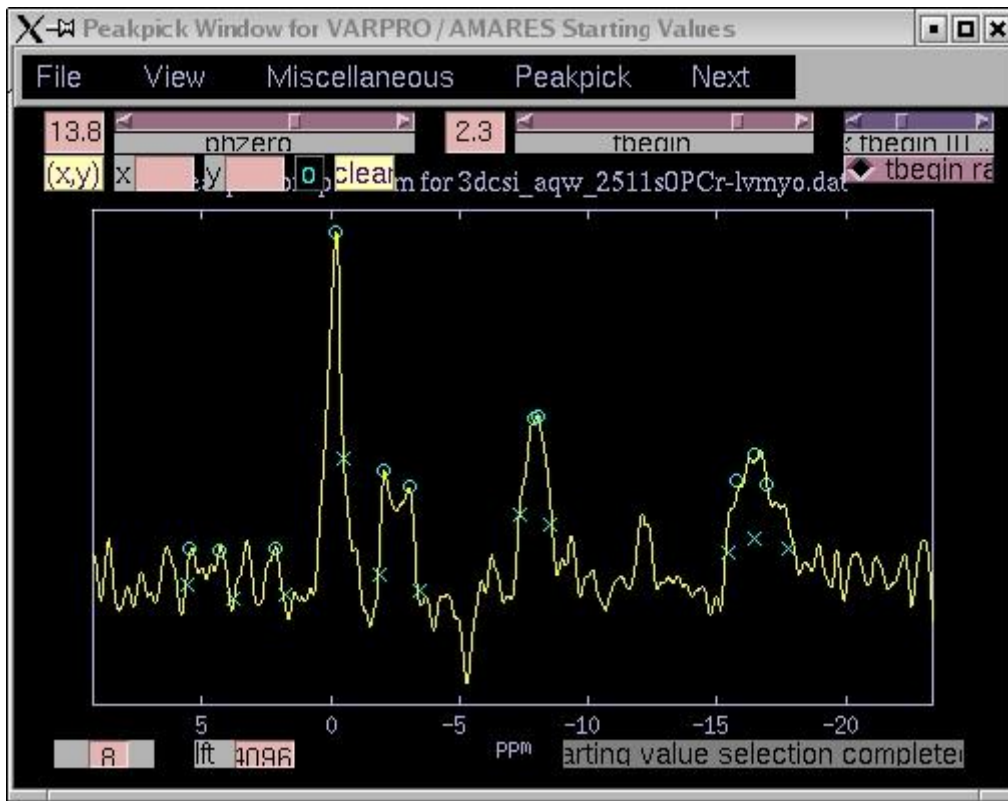 Peakpick Window for VARPRO / AMARES Starting Values
File View Miscellaneous Peakpick Next
13.8 phzero 2.3 tbegin tbegin
(x,y) x y o clear m for 3dcsi_aqw_2511s0PCr-lvmyo.dat tbegin ra
5 0 -5 -10 -15 -20
8 lft 4096 PPM arting value selection complete